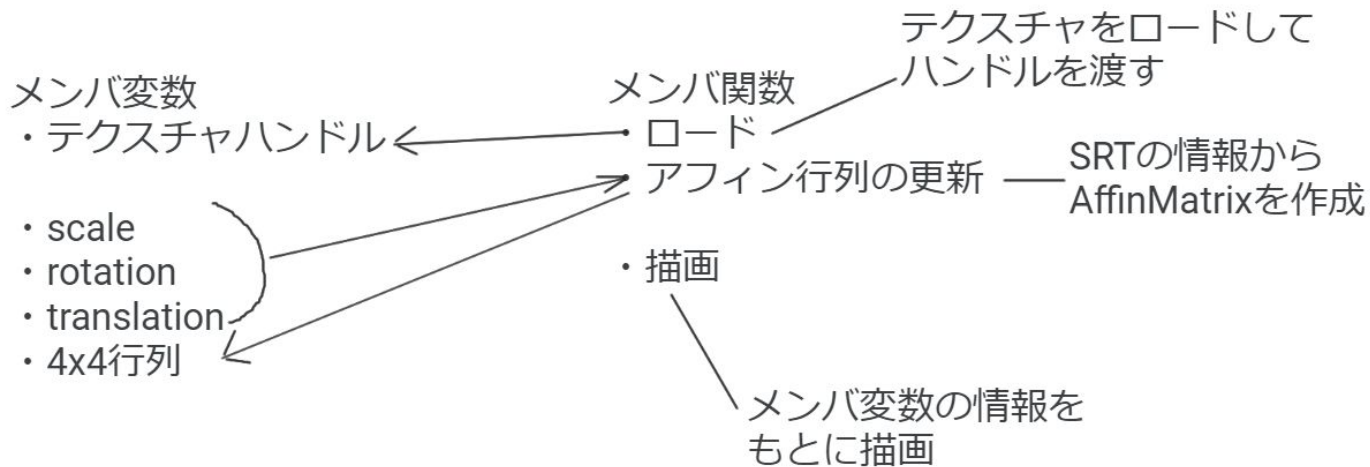 メンバ変数
・テクスチャハンドル
・scale
・rotation
・translation
・4x4行列
メンバ関数
・ロード
・アフィン行列の更新
・描画
テクスチャをロードして
ハンドルを渡す
SRTの情報から
AffinMatrixを作成
メンバ変数の情報を
もとに描画